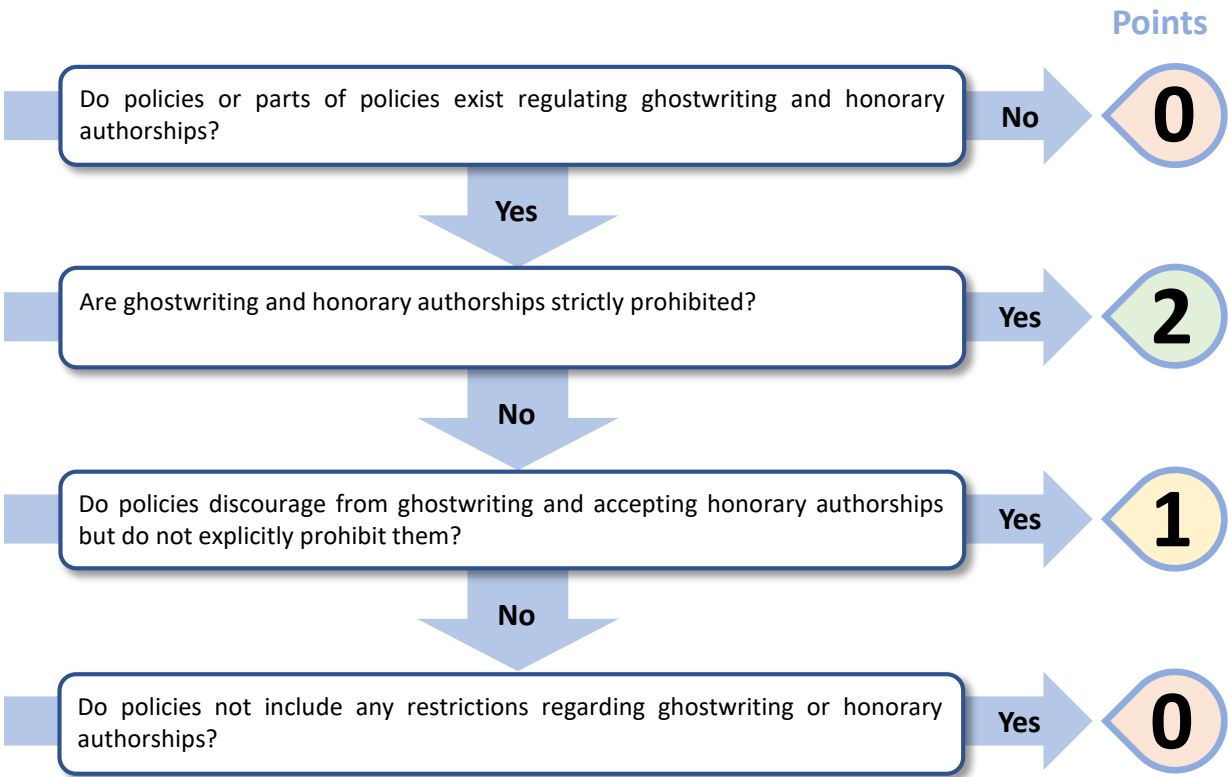 Points
Do policies or parts of policies exist regulating ghostwriting and honorary
authorships?
No
0
Yes
Are ghostwriting and honorary authorships strictly prohibited?
Yes
2
No
Do policies discourage from ghostwriting and accepting honorary authorships
but do not explicitly prohibit them?
Yes
1
No
Do policies not include any restrictions regarding ghostwriting or honorary
authorships?
Yes
0